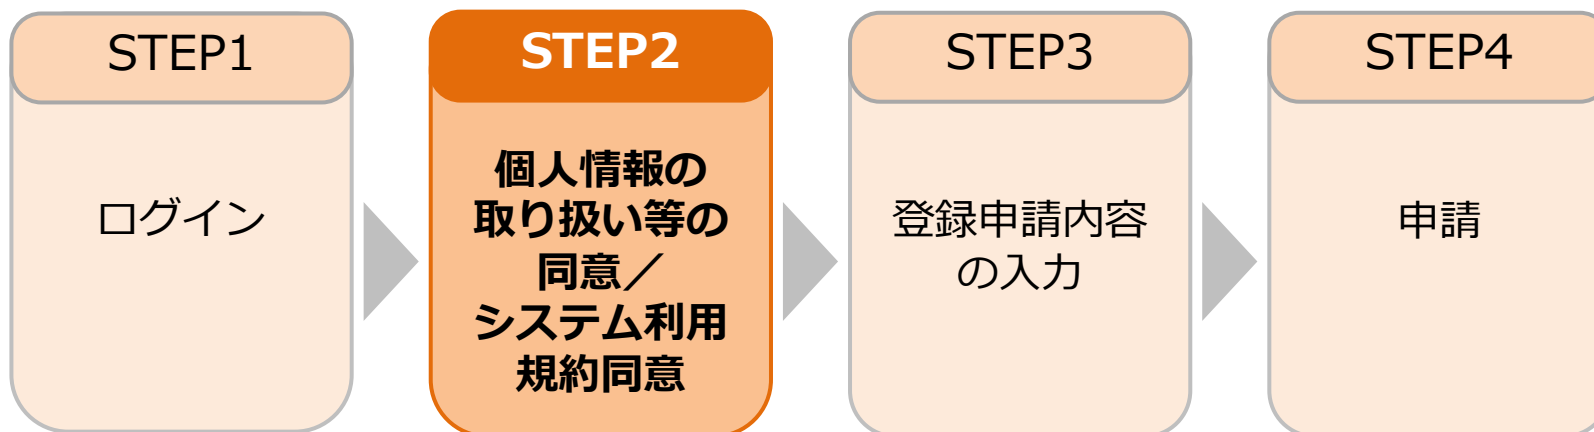 STEP1
ログイン
STEP2
個人情報の
取り扱い等の
同意／
システム利用
規約同意
STEP3
登録申請内容
の入力
STEP4
申請